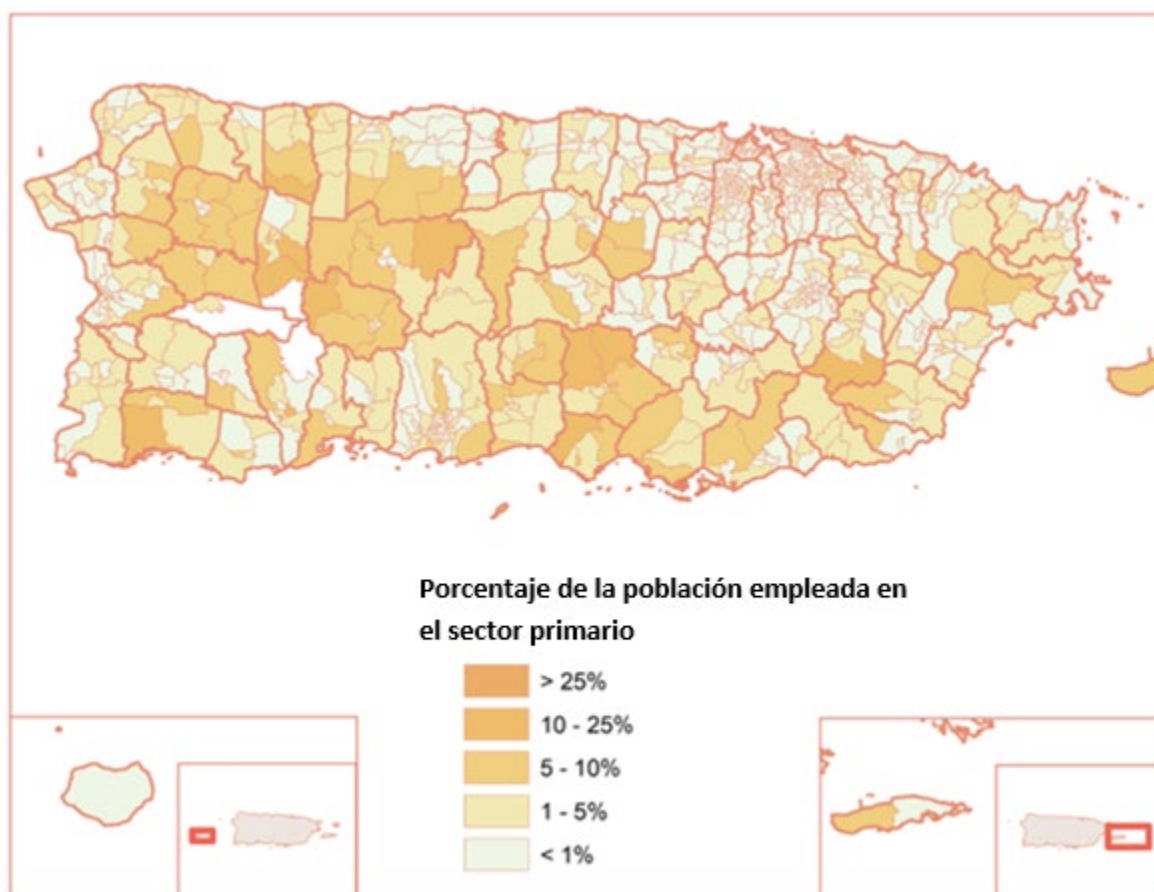 Porcentaje de la población empleada en
el sector primario
> 25%
10 - 25%
5 - 10%
1 - 5%
< 1%